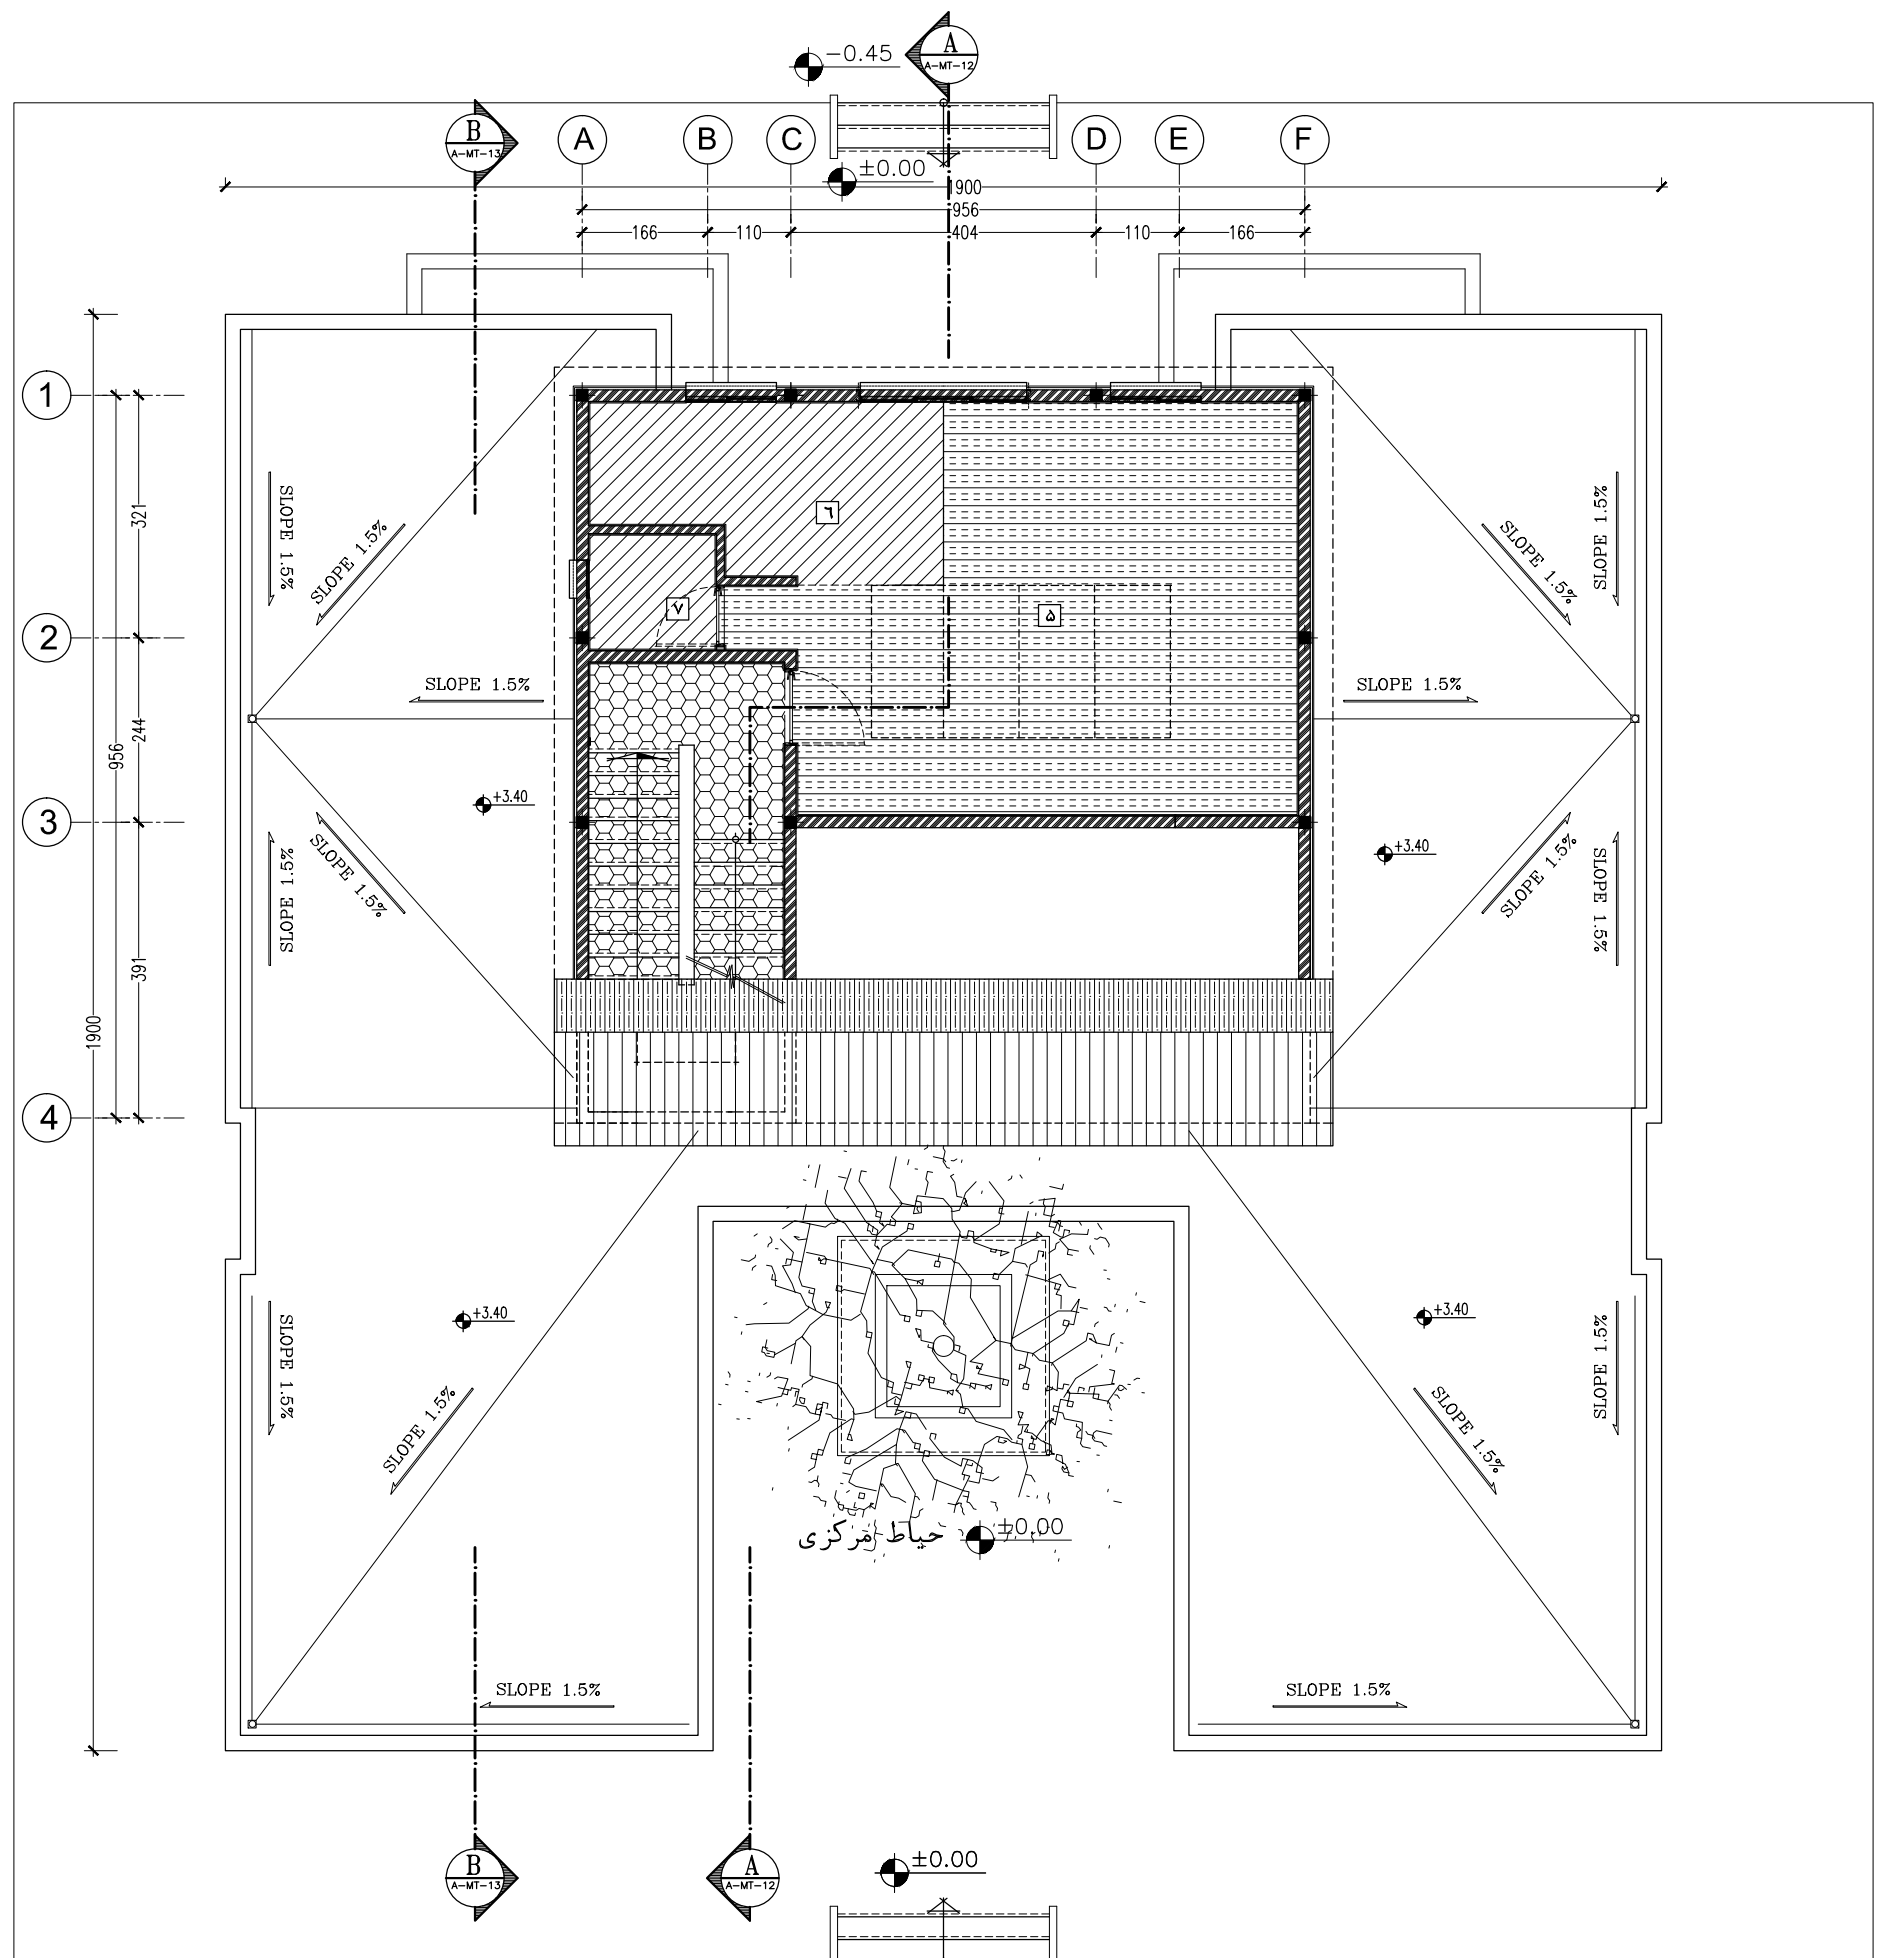 A
A-MT-12
-0.45
B
A-MT-13
A
B
C
D
E
F
±0.00
1900
956
166
110
404
110
166
1
2
3
4
321
244
391
956
1900
SLOPE 1.5%
SLOPE 1.5%
SLOPE 1.5%
SLOPE 1.5%
٦
٧
۵
SLOPE 1.5%
SLOPE 1.5%
+3.40
+3.40
SLOPE 1.5%
SLOPE 1.5%
SLOPE 1.5%
SLOPE 1.5%
+3.40
+3.40
SLOPE 1.5%
SLOPE 1.5%
SLOPE 1.5%
SLOPE 1.5%
حیاط مرکزی
±0.00
SLOPE 1.5%
SLOPE 1.5%
B
A-MT-13
A
A-MT-12
±0.00